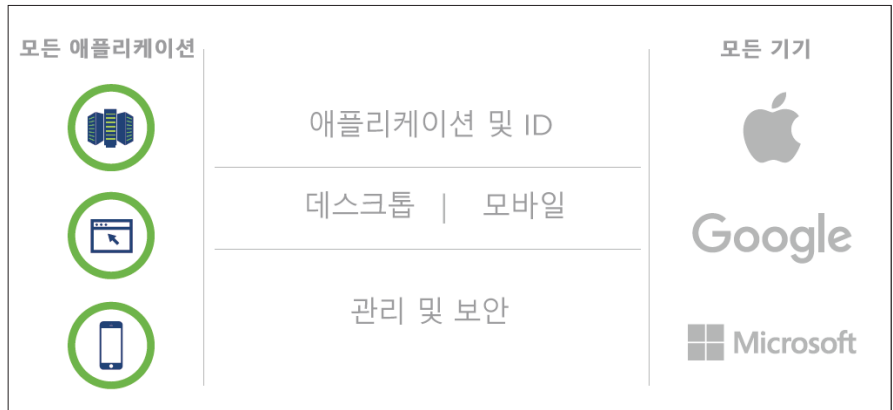 모든 애플리케이션
애플리케이션 및 ID
데스크톱 | 모바일
관리 및 보안
모든 기기
Google
Microsoft